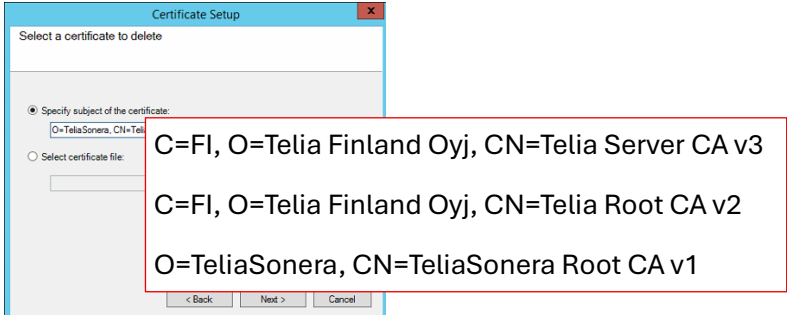 Certificate Setup
x
Select a certificate to delete
Specify subject of the certificate:
O=TeliaSonera, CN=Telia
C=FI, O=Telia Finland Oyj, CN=Telia Server CA v3
Select certificate file:
C=FI, O=Telia Finland Oyj, CN=Telia Root CA v2
O=TeliaSonera, CN=TeliaSonera Root CA v1
< Back Next > Cancel